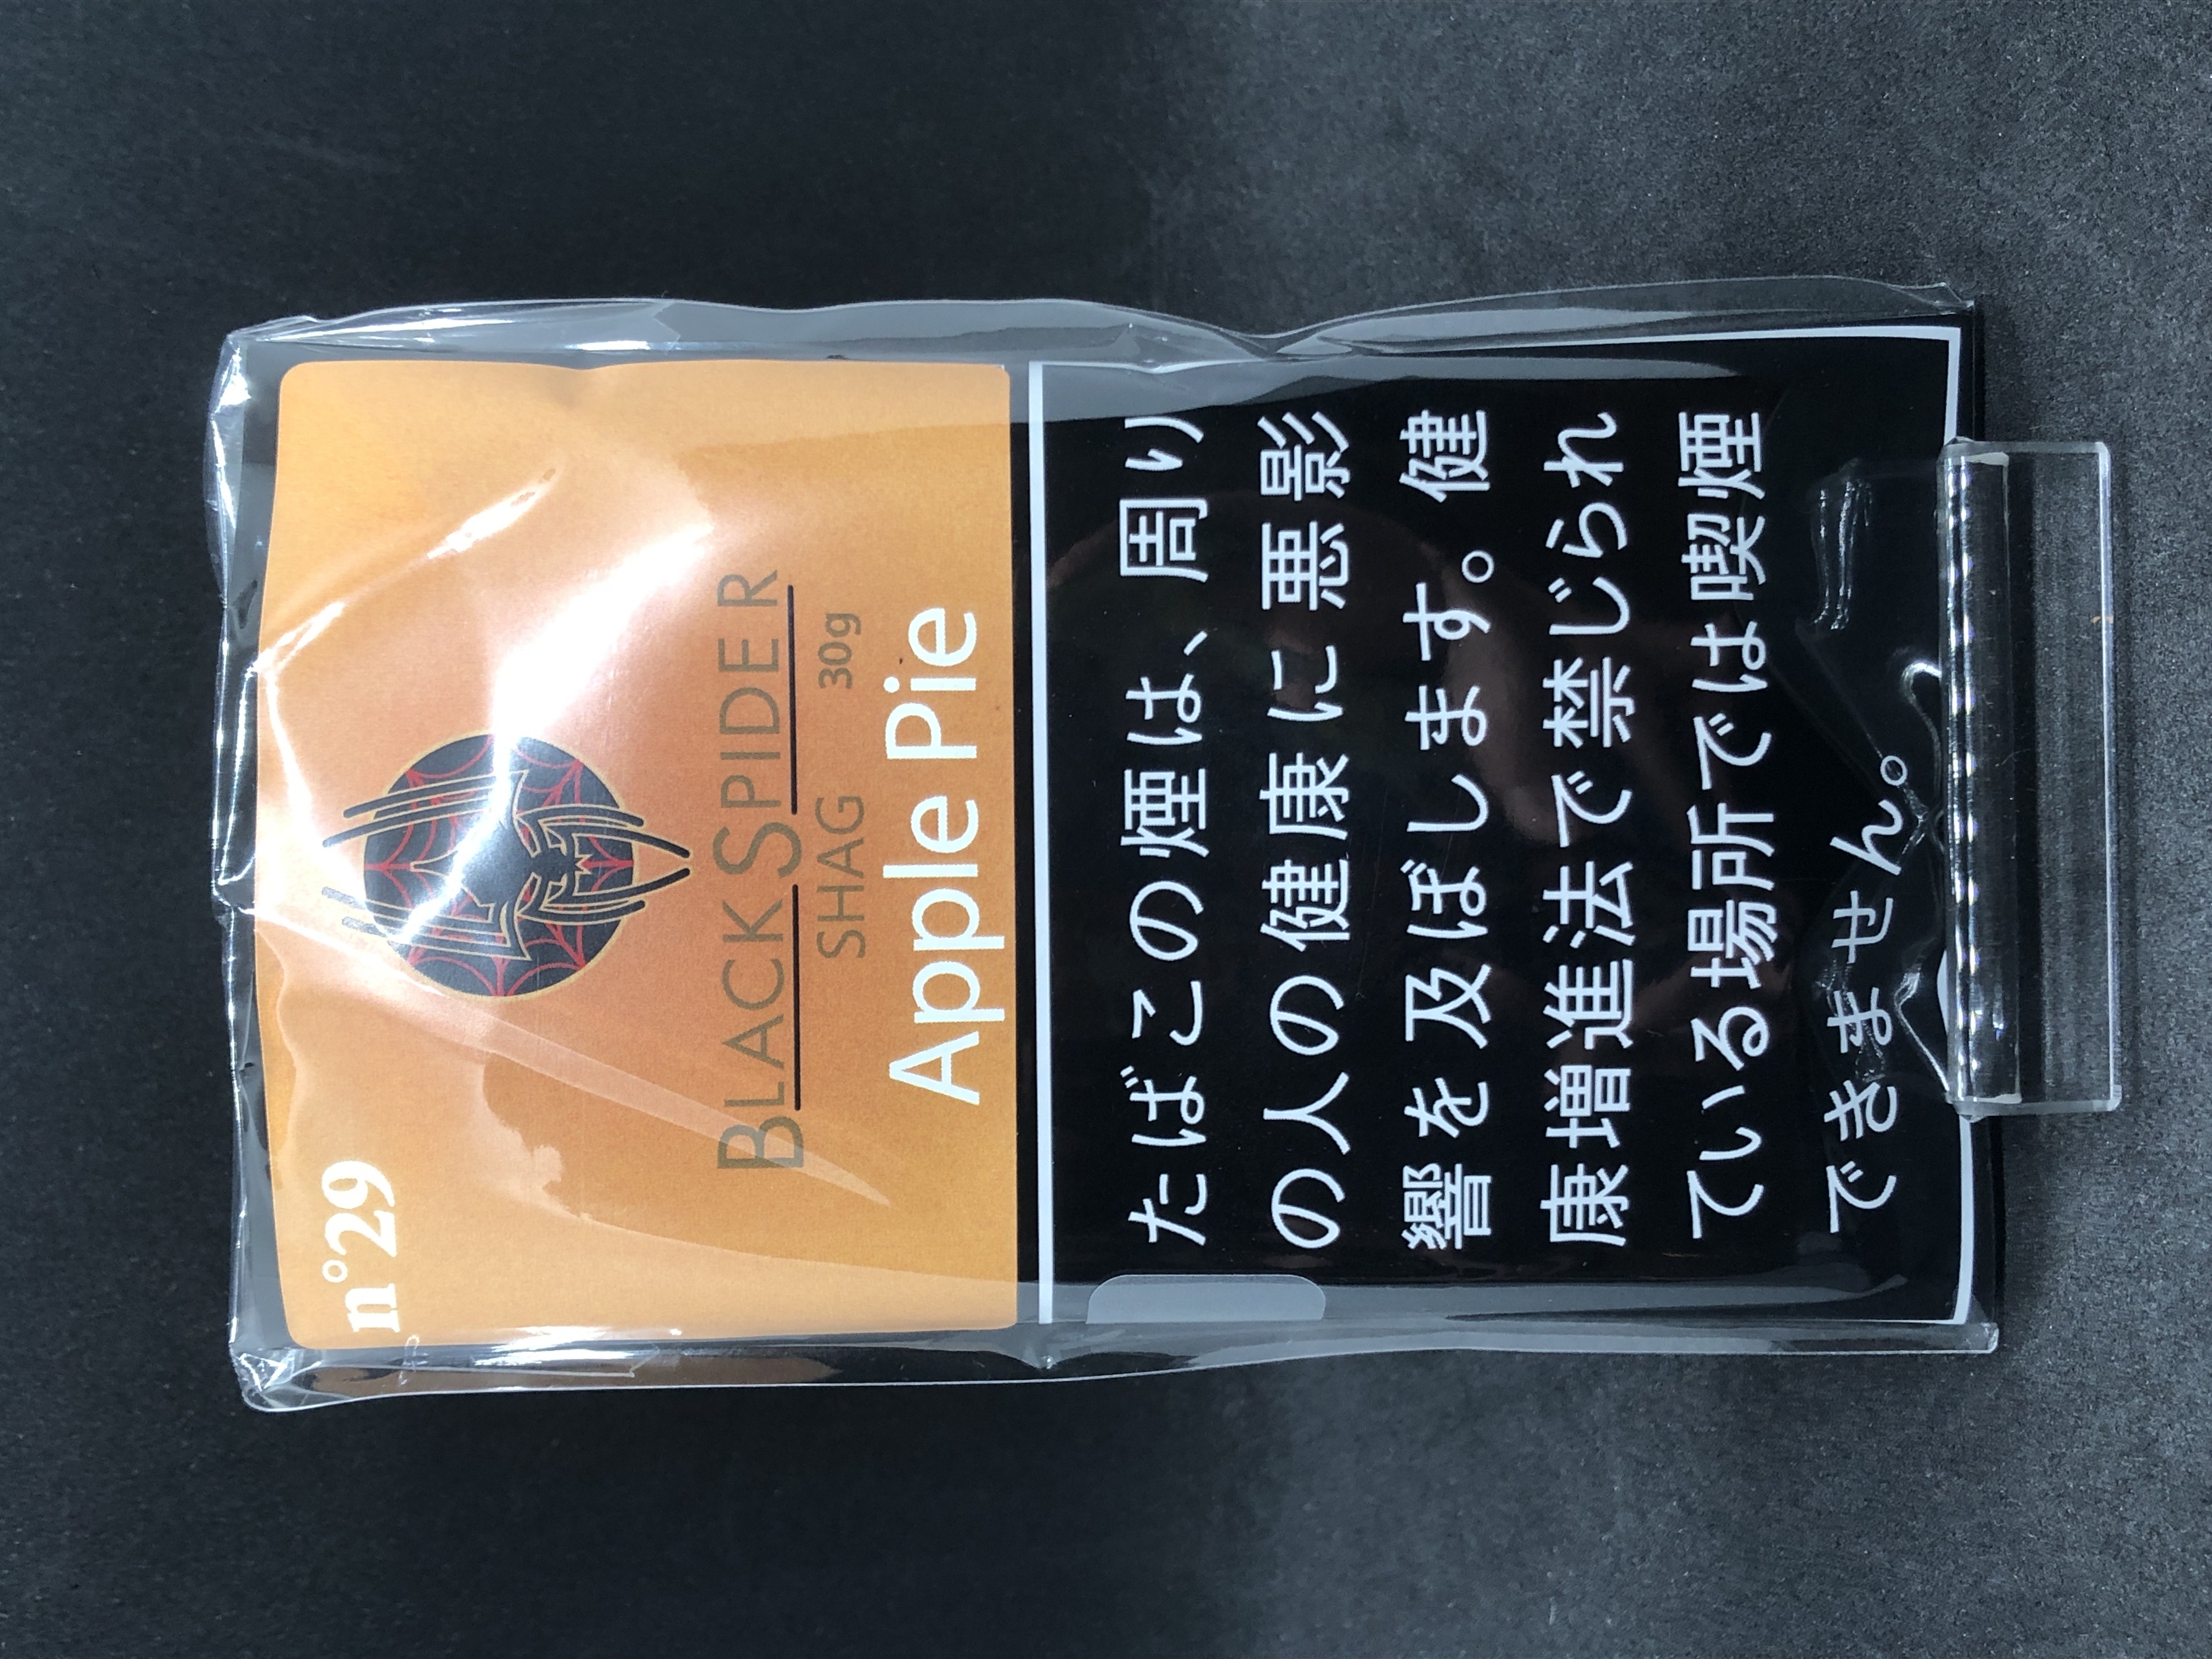 n°29
BLACK SPIDER
SHAG 30g
Apple Pie
たばこの煙は、周り
の人の健康に悪影
響を及ぼします。健
康増進法で禁じられ
ている場所では喫煙
できません。